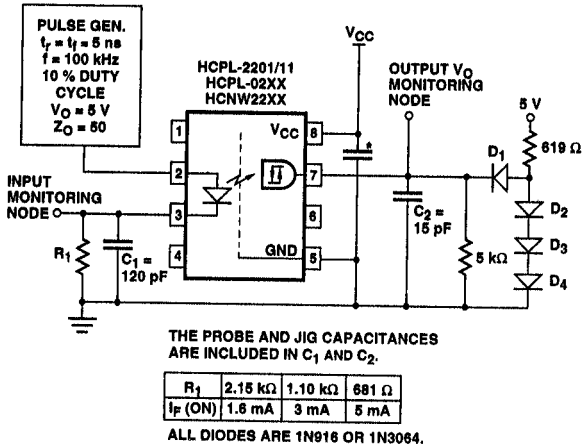 PULSE GEN.
tr = tf = 5 ns
f = 100 kHz
10 % DUTY
CYCLE
VO = 5 V
ZO = 50
HCPL-2201/11
HCPL-02XX
HCNW22XX
VCC
OUTPUT VO
MONITORING
NODE
5 V
619 Ω
D1
D2
D3
D4
1
2
3
4
VCC
8
7
6
GND
5
*
INPUT
MONITORING
NODE
R1
C1 =
120 pF
C2 =
15 pF
5 kΩ
THE PROBE AND JIG CAPACITANCES
ARE INCLUDED IN C1 AND C2.
R1 2.15 kΩ 1.10 kΩ 681 Ω
IF (ON) 1.6 mA 3 mA 5 mA
ALL DIODES ARE 1N916 OR 1N3064.